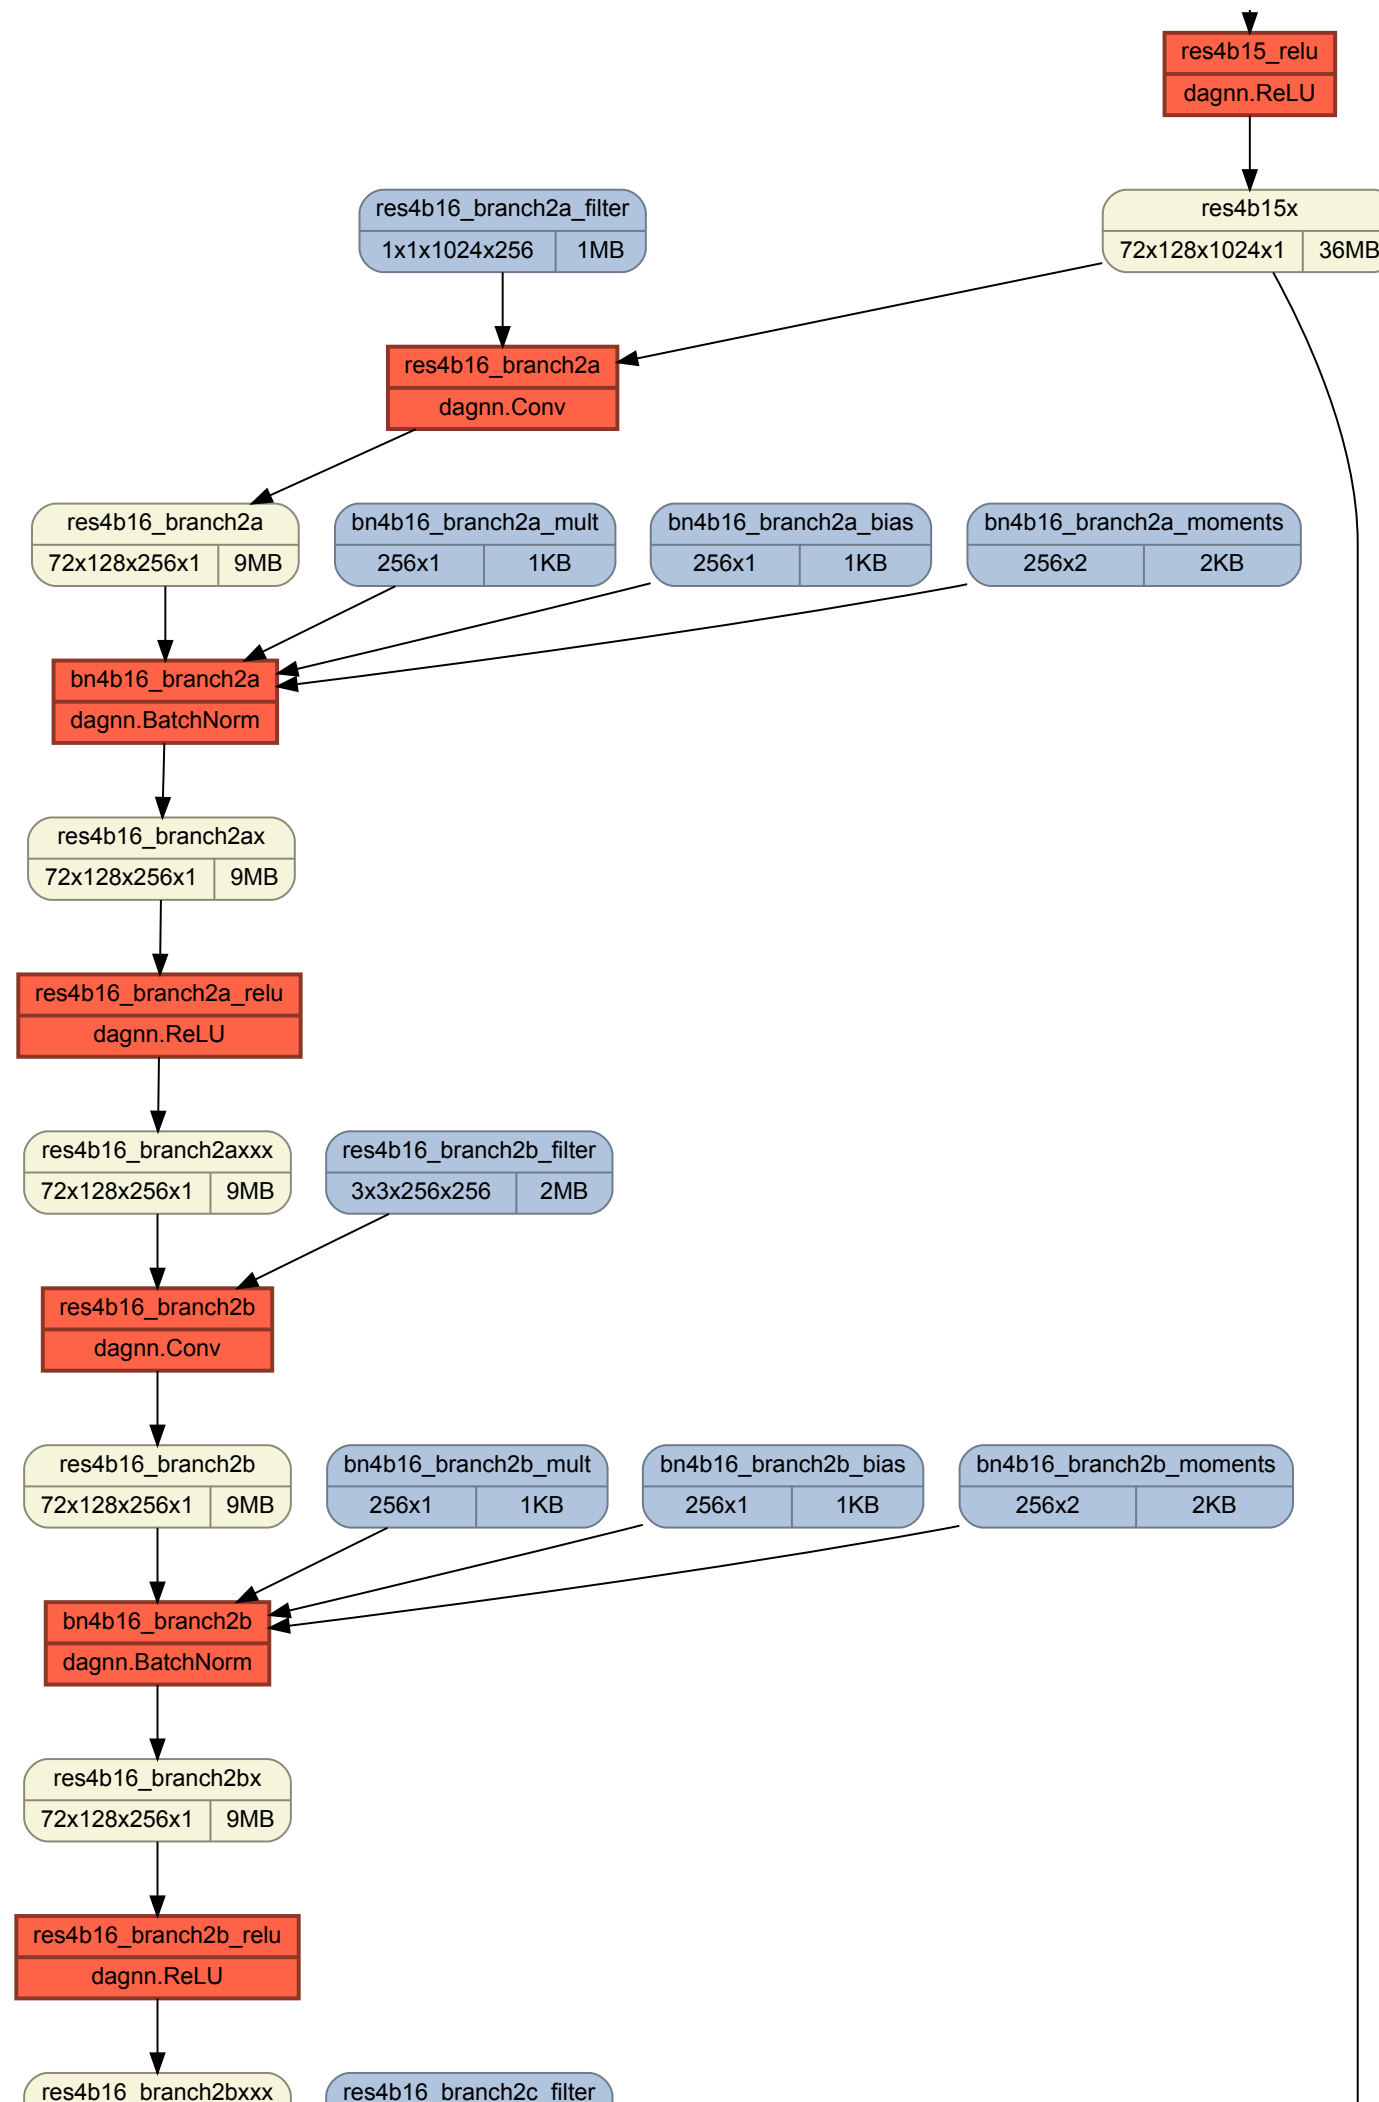 res4b15_relu
dagnn.ReLU
res4b16_branch2a_filter
1x1x1024x256 1MB
res4b15x
72x128x1024x1 36MB
res4b16_branch2a
dagnn.Conv
res4b16_branch2a
72x128x256x1 9MB
bn4b16_branch2a_mult
256x1 1KB
bn4b16_branch2a_bias
256x1 1KB
bn4b16_branch2a_moments
256x2 2KB
bn4b16_branch2a
dagnn.BatchNorm
res4b16_branch2ax
72x128x256x1 9MB
res4b16_branch2a_relu
dagnn.ReLU
res4b16_branch2axxx
72x128x256x1 9MB
res4b16_branch2b_filter
3x3x256x256 2MB
res4b16_branch2b
dagnn.Conv
res4b16_branch2b
72x128x256x1 9MB
bn4b16_branch2b_mult
256x1 1KB
bn4b16_branch2b_bias
256x1 1KB
bn4b16_branch2b_moments
256x2 2KB
bn4b16_branch2b
dagnn.BatchNorm
res4b16_branch2bx
72x128x256x1 9MB
res4b16_branch2b_relu
dagnn.ReLU
res4b16_branch2bxxx
res4b16_branch2c_filter